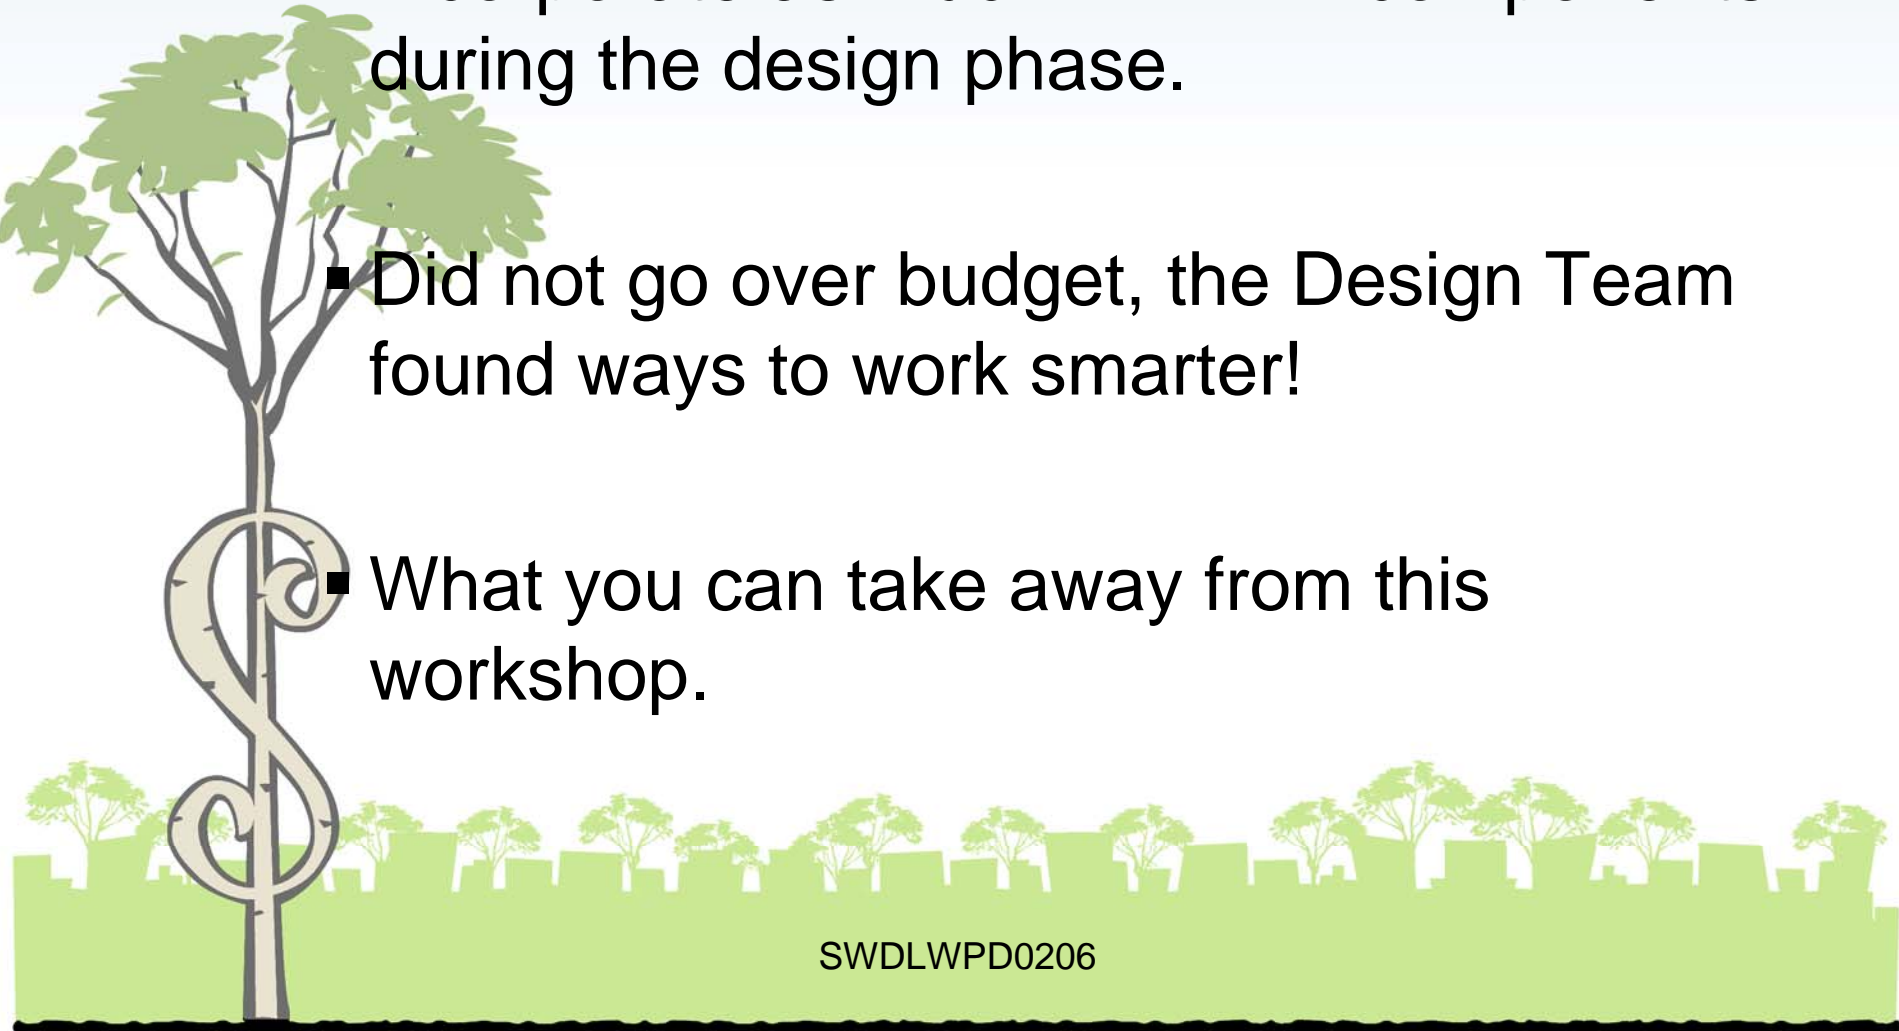 during the design phase.
▪ Did not go over budget, the Design Team
found ways to work smarter!
▪ What you can take away from this
workshop.
SWDLWPD0206